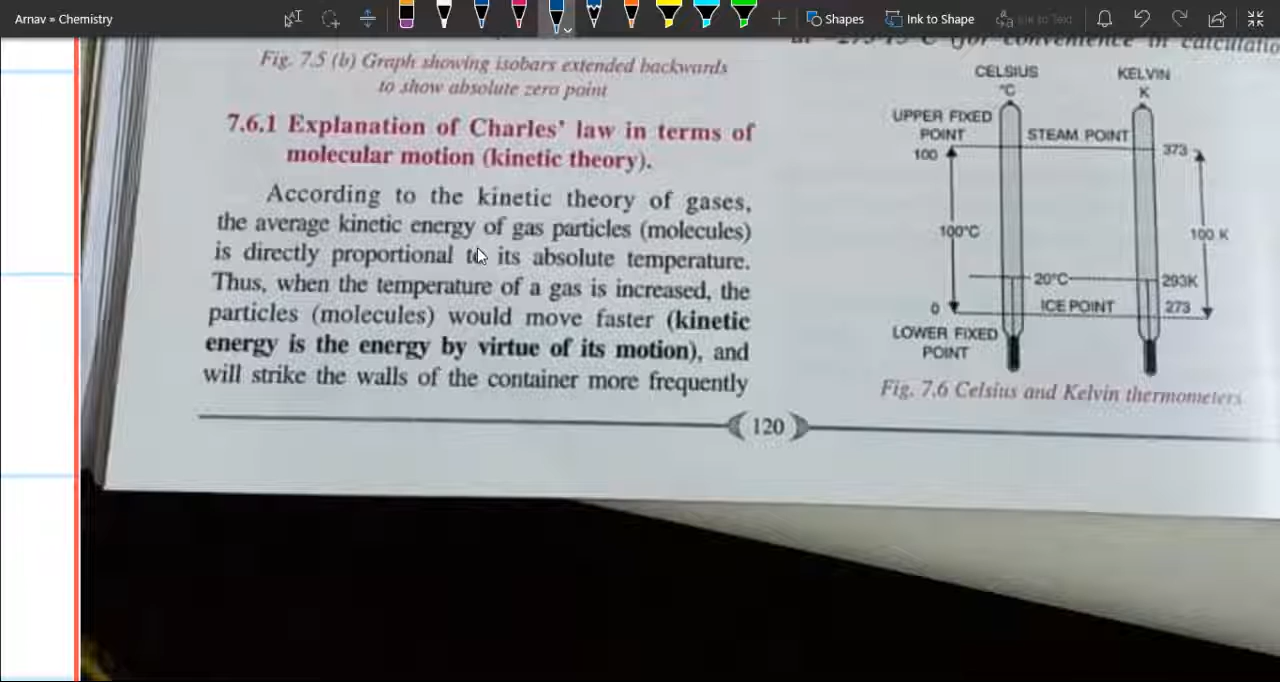 Arnav » Chemistry
Shapes
Ink to Shape
Ink to Text
Fig. 7.5 (b) Graph showing isobars extended backwards
to show absolute zero point
7.6.1 Explanation of Charles' law in terms of
molecular motion (kinetic theory).
According to the kinetic theory of gases,
the average kinetic energy of gas particles (molecules)
is directly proportional to its absolute temperature.
Thus, when the temperature of a gas is increased, the
particles (molecules) would move faster (kinetic
energy is the energy by virtue of its motion), and
will strike the walls of the container more frequently
120
(for convenience in
CELSIUS
°C
KELVIN
K
UPPER FIXED
POINT
100
STEAM POINT
373
100°C
100 K
20°C
293K
0
ICE POINT
273
LOWER FIXED
POINT
Fig. 7.6 Celsius and Kelvin thermometers